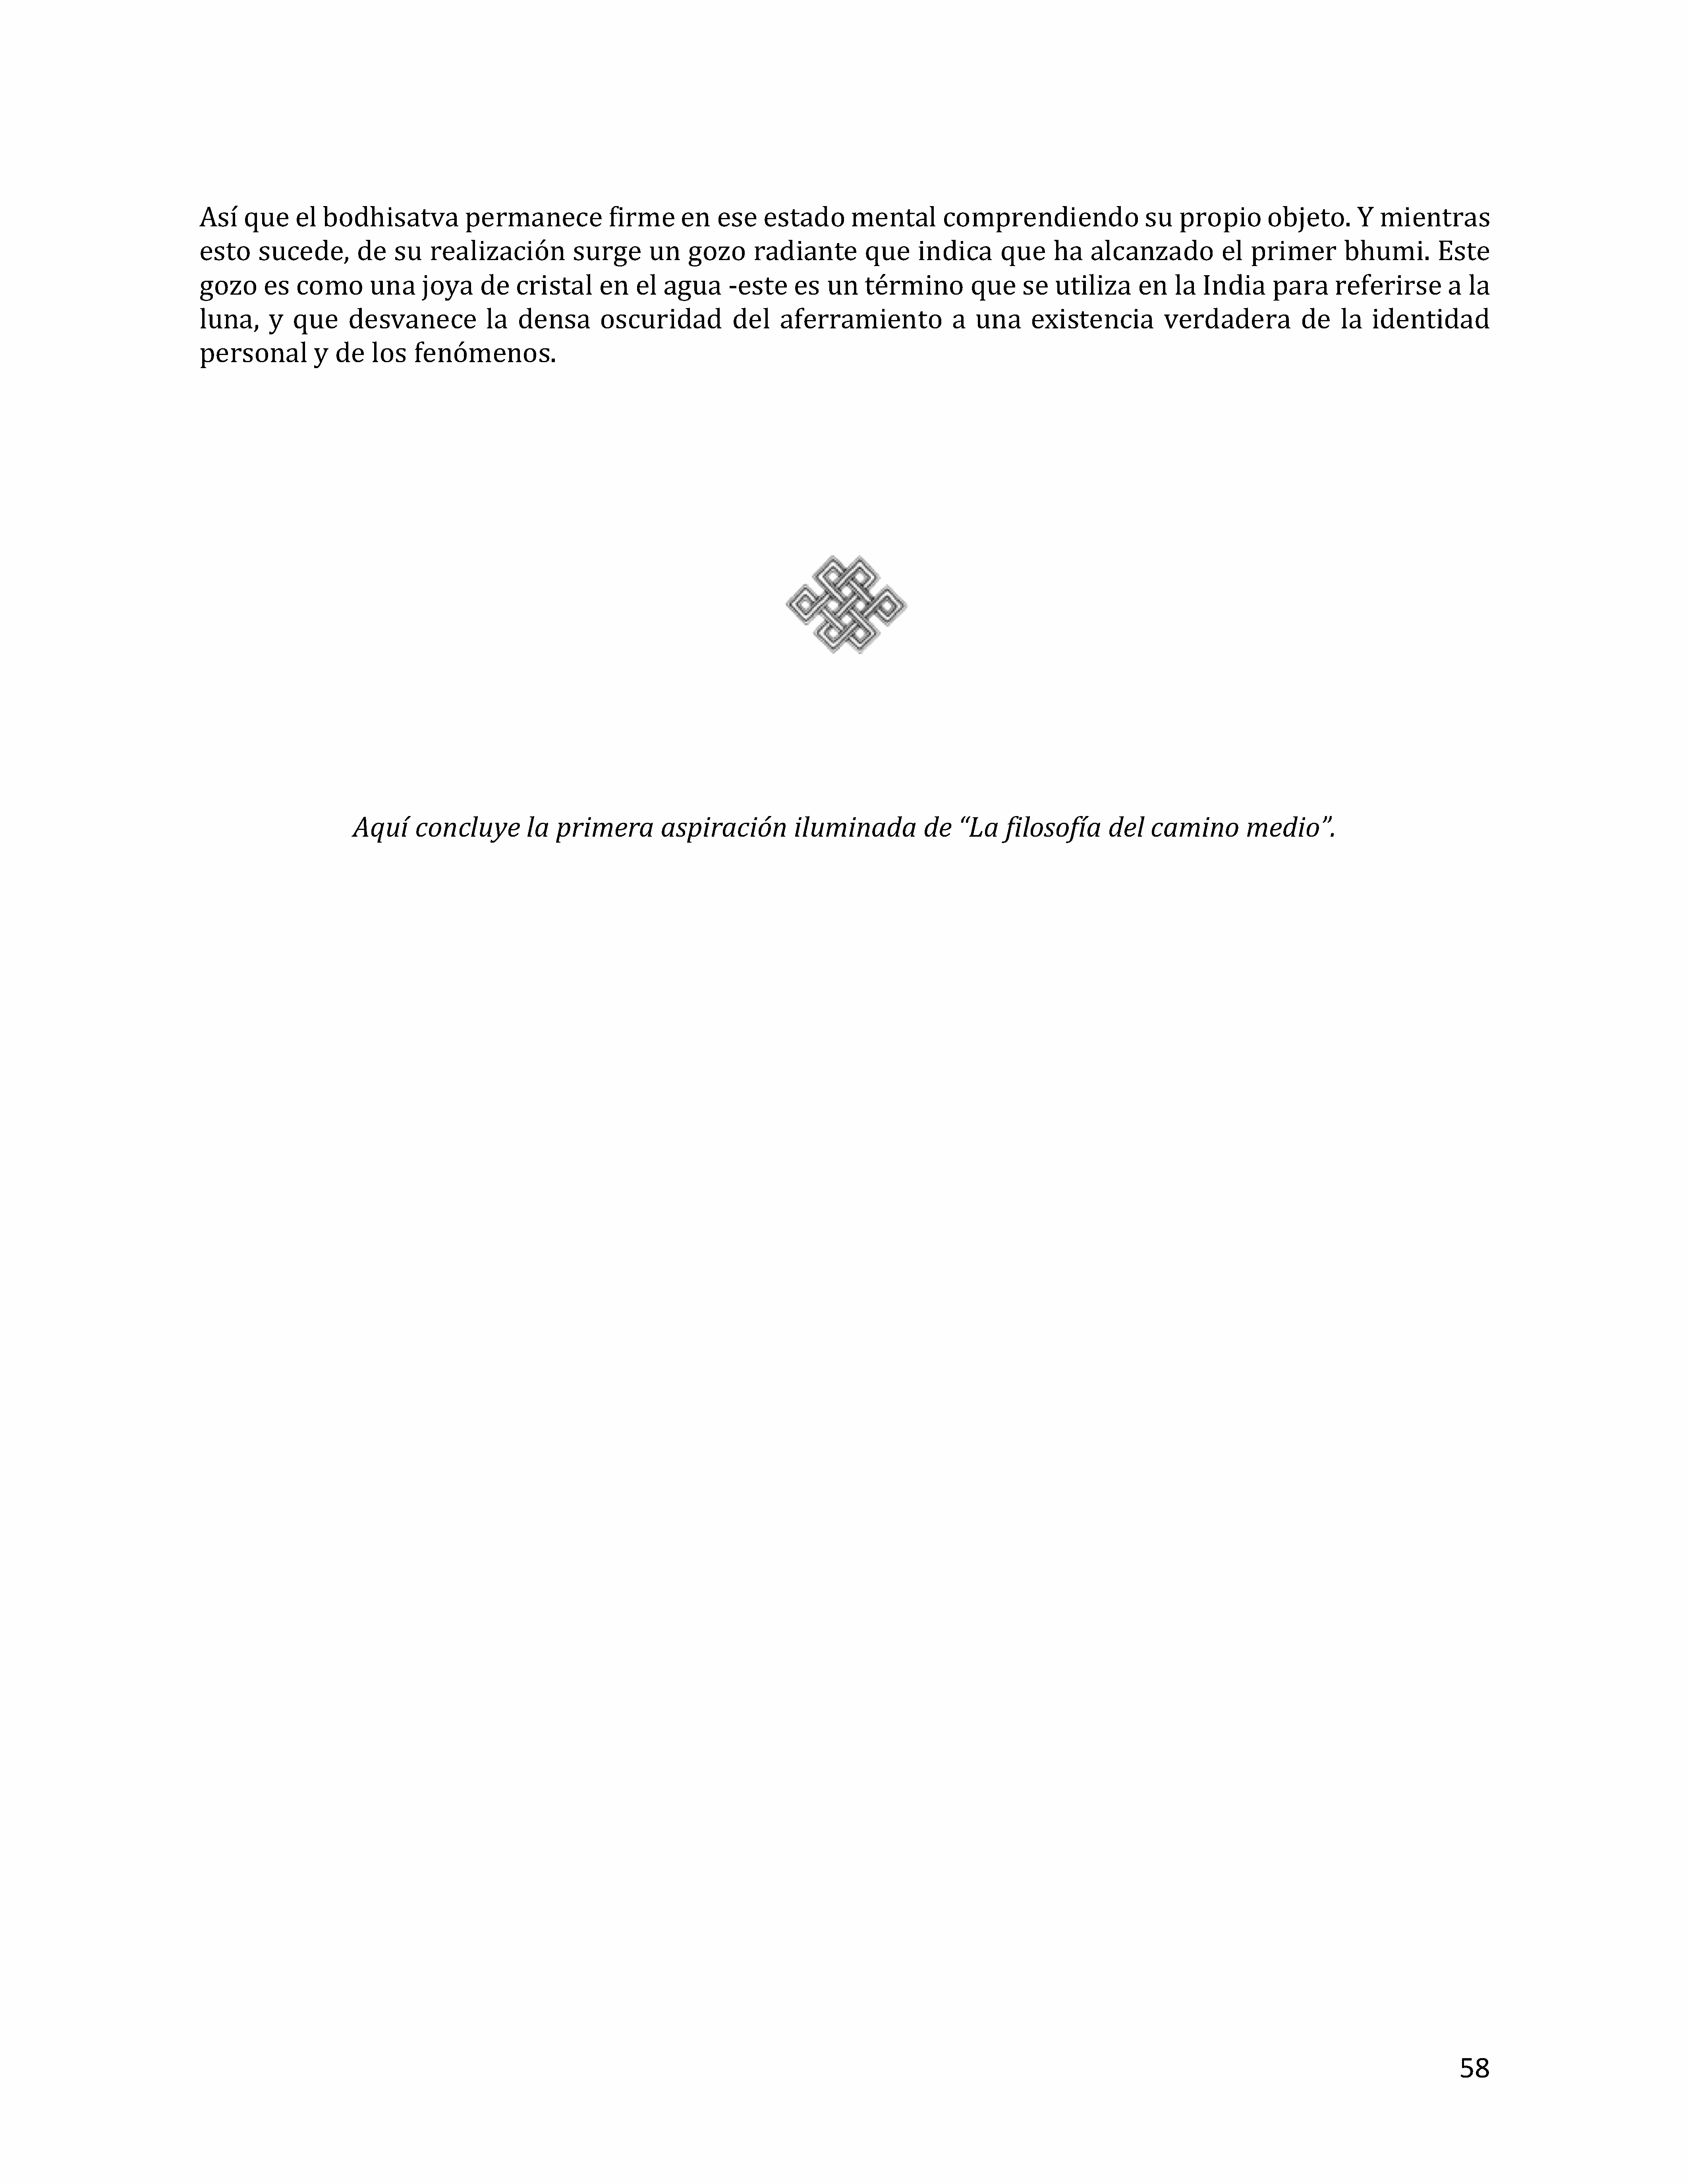 Así que el bodhisatva permanece firme en ese estado mental comprendiendo su propio objeto. Y mientras
esto sucede, de su realización surge un gozo radiante que indica que ha alcanzado el primer bhumi. Este
gozo es como una joya de cristal en el agua -este es un término que se utiliza en la India para referirse a la
luna, y que desvanece la densa oscuridad del aferramiento a una existencia verdadera de la identidad
personal y de los fenómenos.
Aquí concluye la primera aspiración iluminada de “La filosofía del camino medio”.
58